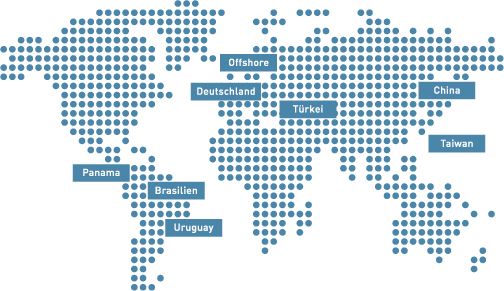 Offshore
Deutschland
China
Türkei
Taiwan
Panama
Brasilien
Uruguay